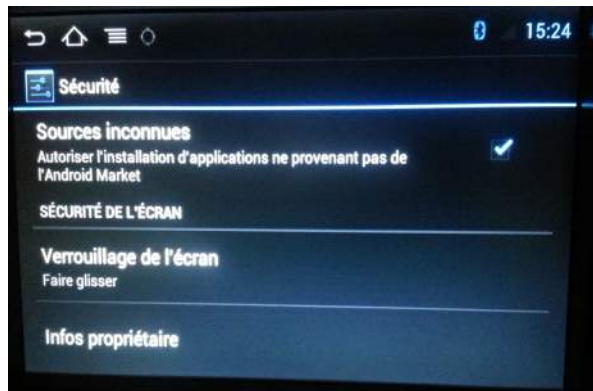 15:24
Sécurité
Sources inconnues
Autoriser l'installation d'applications ne provenant pas de
l'Android Market
SÉCURITÉ DE L'ÉCRAN
Verrouillage de l'écran
Faire glisser
Infos propriétaire